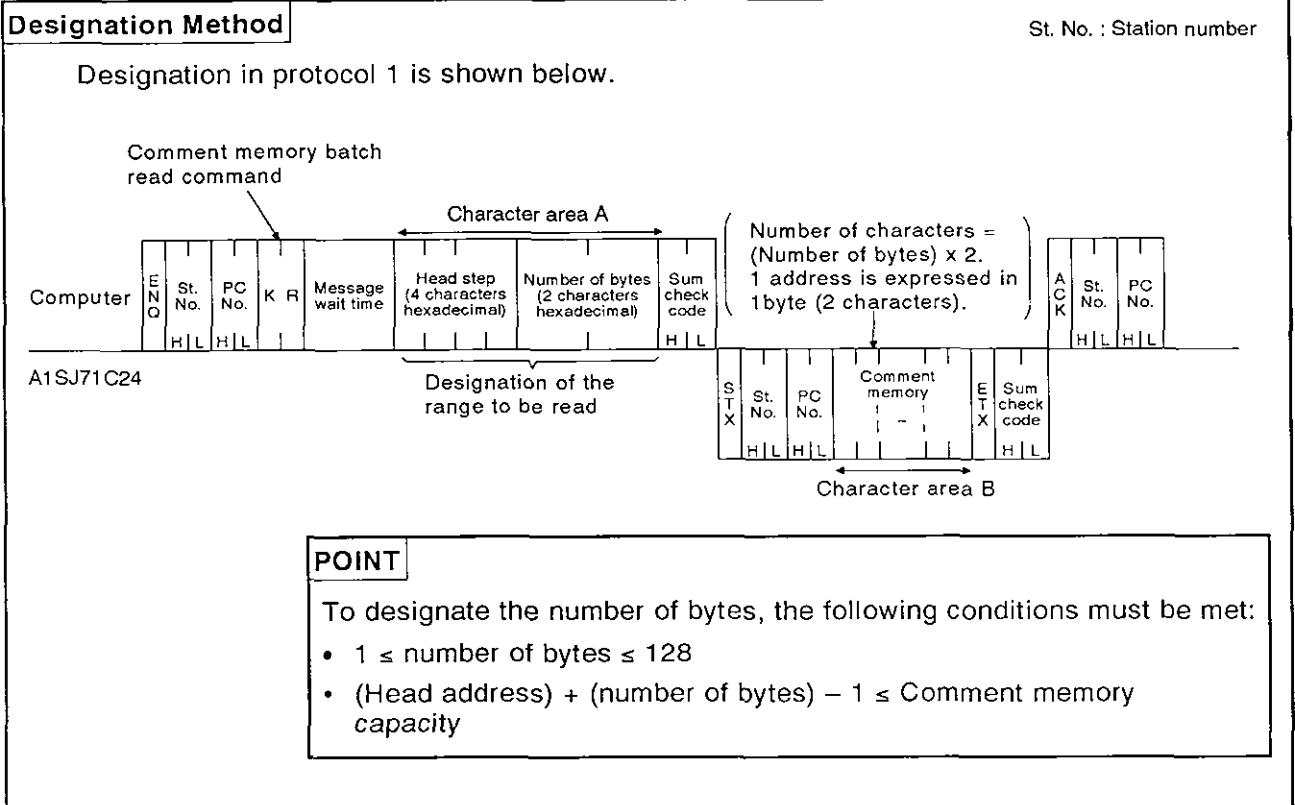 Designation Method
St. No. : Station number
Designation in protocol 1 is shown below.
Comment memory batch
read command
Character area A
Number of characters =
(Number of bytes) x 2.
1 address is expressed in
1byte (2 characters).
Computer
ENQ
St.
No.
H L
PC
No.
H L
K R
Message
wait time
Head step
(4 characters
hexadecimal)
Number of bytes
(2 characters
hexadecimal)
Sum
check
code
H L
ACK
St.
No.
H L
PC
No.
H L
A1SJ71C24
Designation of the
range to be read
STX
St.
No.
H L
PC
No.
H L
Comment
memory
–
ETX
Sum
check
code
H L
Character area B
POINT
To designate the number of bytes, the following conditions must be met:
• 1 ≤ number of bytes ≤ 128
• (Head address) + (number of bytes) – 1 ≤ Comment memory
capacity